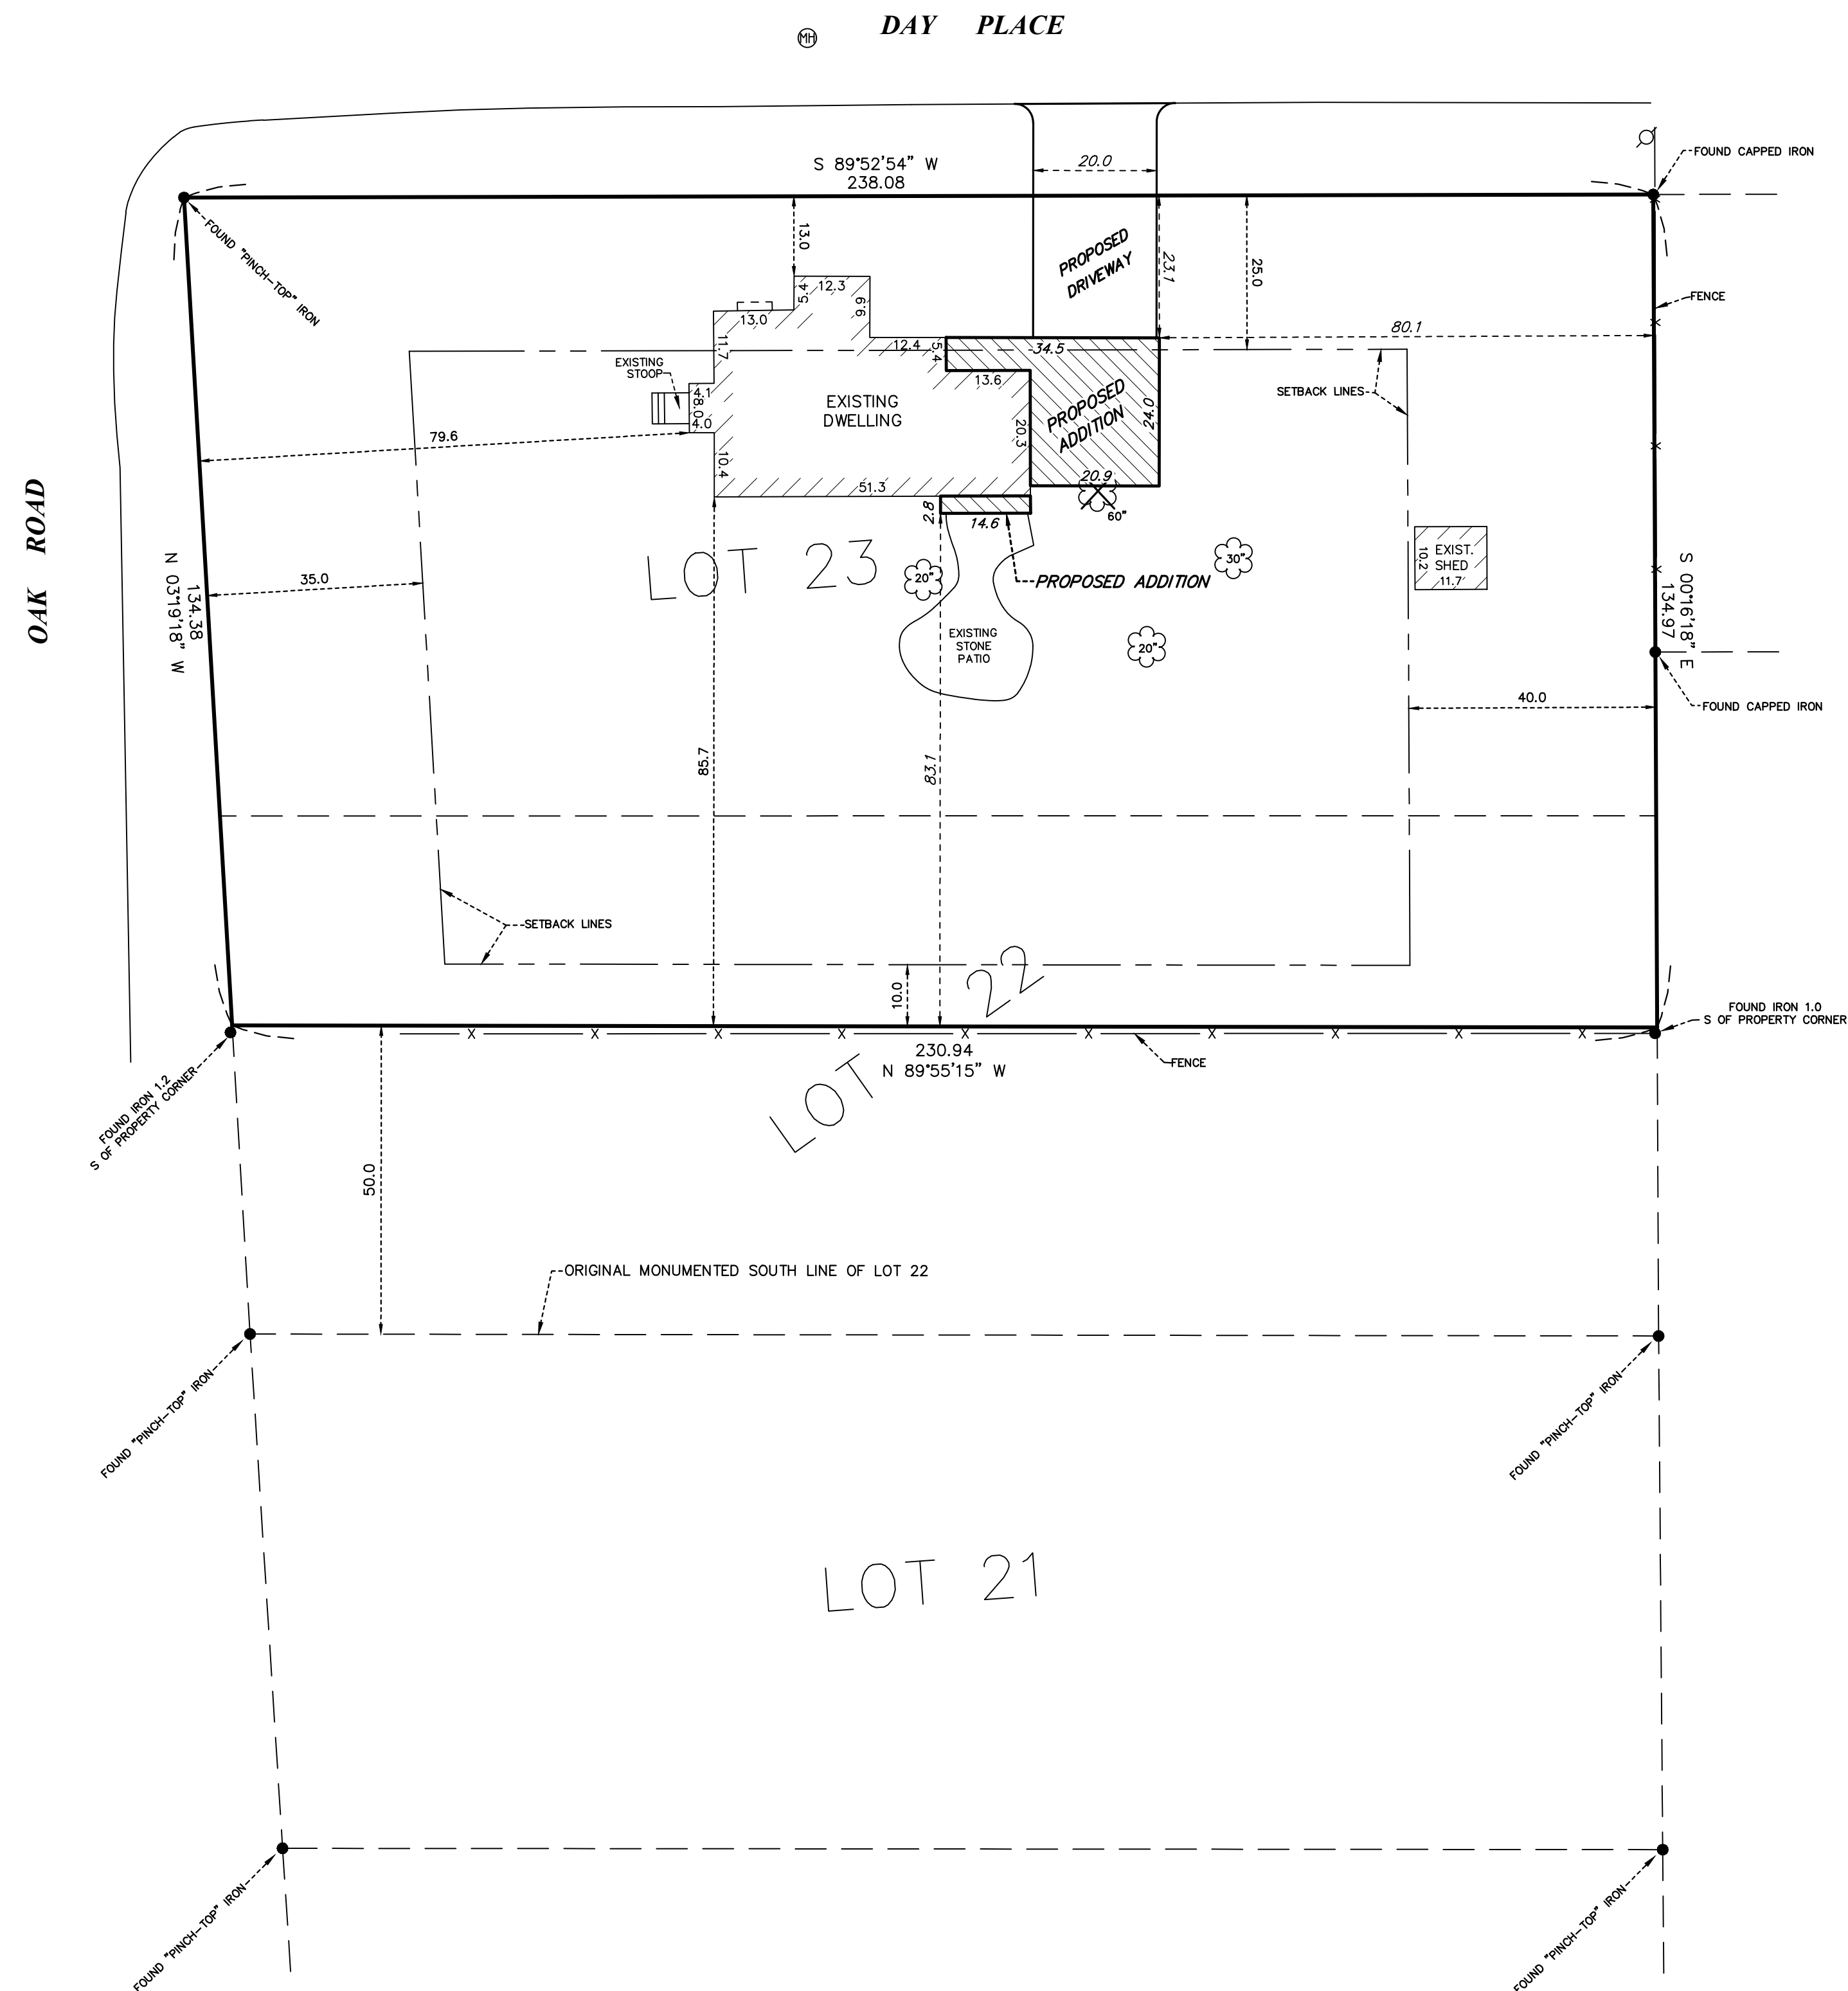 DAY PLACE
MH
S 89°52'54" W
238.08
20.0
FOUND CAPPED IRON
FOUND "PINCH-TOP" IRON
13.0
PROPOSED
DRIVEWAY
23.1
25.0
FENCE
80.1
5.4
12.3
6.6
13.0
11.7
12.4
5.4
34.5
EXISTING
STOOP
13.6
SETBACK LINES
4.1
8.0
4.0
EXISTING
DWELLING
PROPOSED
ADDITION
24.0
20.3
79.6
10.4
51.3
20.9
60"
2.8
14.6
OAK ROAD
LOT 23
20"
PROPOSED ADDITION
30"
EXIST.
SHED
10.2
11.7
N 03°19'18" W
134.38
35.0
S 00°16'18" E
134.97
EXISTING
STONE
PATIO
20"
40.0
FOUND CAPPED IRON
85.7
83.1
SETBACK LINES
10.0
LOT 22
FOUND IRON 1.0
S OF PROPERTY CORNER
230.94
N 89°55'15" W
FENCE
FOUND IRON 1.2
S OF PROPERTY CORNER
50.0
ORIGINAL MONUMENTED SOUTH LINE OF LOT 22
FOUND "PINCH-TOP" IRON
FOUND "PINCH-TOP" IRON
LOT 21
FOUND "PINCH-TOP" IRON
FOUND "PINCH-TOP" IRON